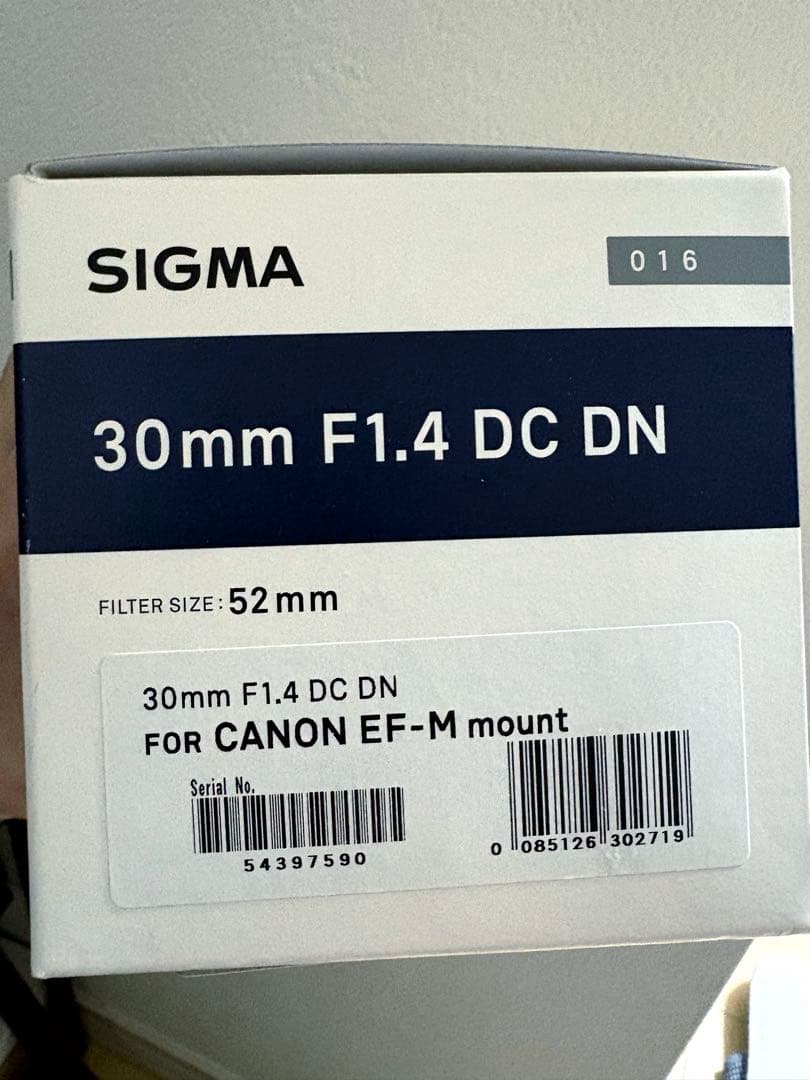 SIGMA
016
30mm F1.4 DC DN
FILTER SIZE: 52mm
30mm F1.4 DC DN
FOR CANON EF-M mount
Serial No.
54397590
0 085126 302719